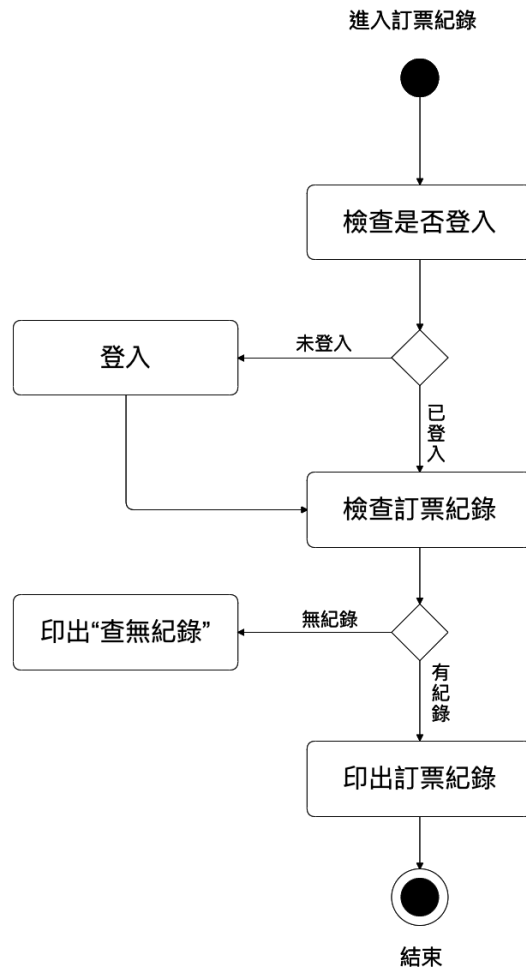 進入訂票紀錄
檢查是否登入
未登入
登入
已登入
檢查訂票紀錄
無紀錄
印出“查無紀錄”
有紀錄
印出訂票紀錄
結束